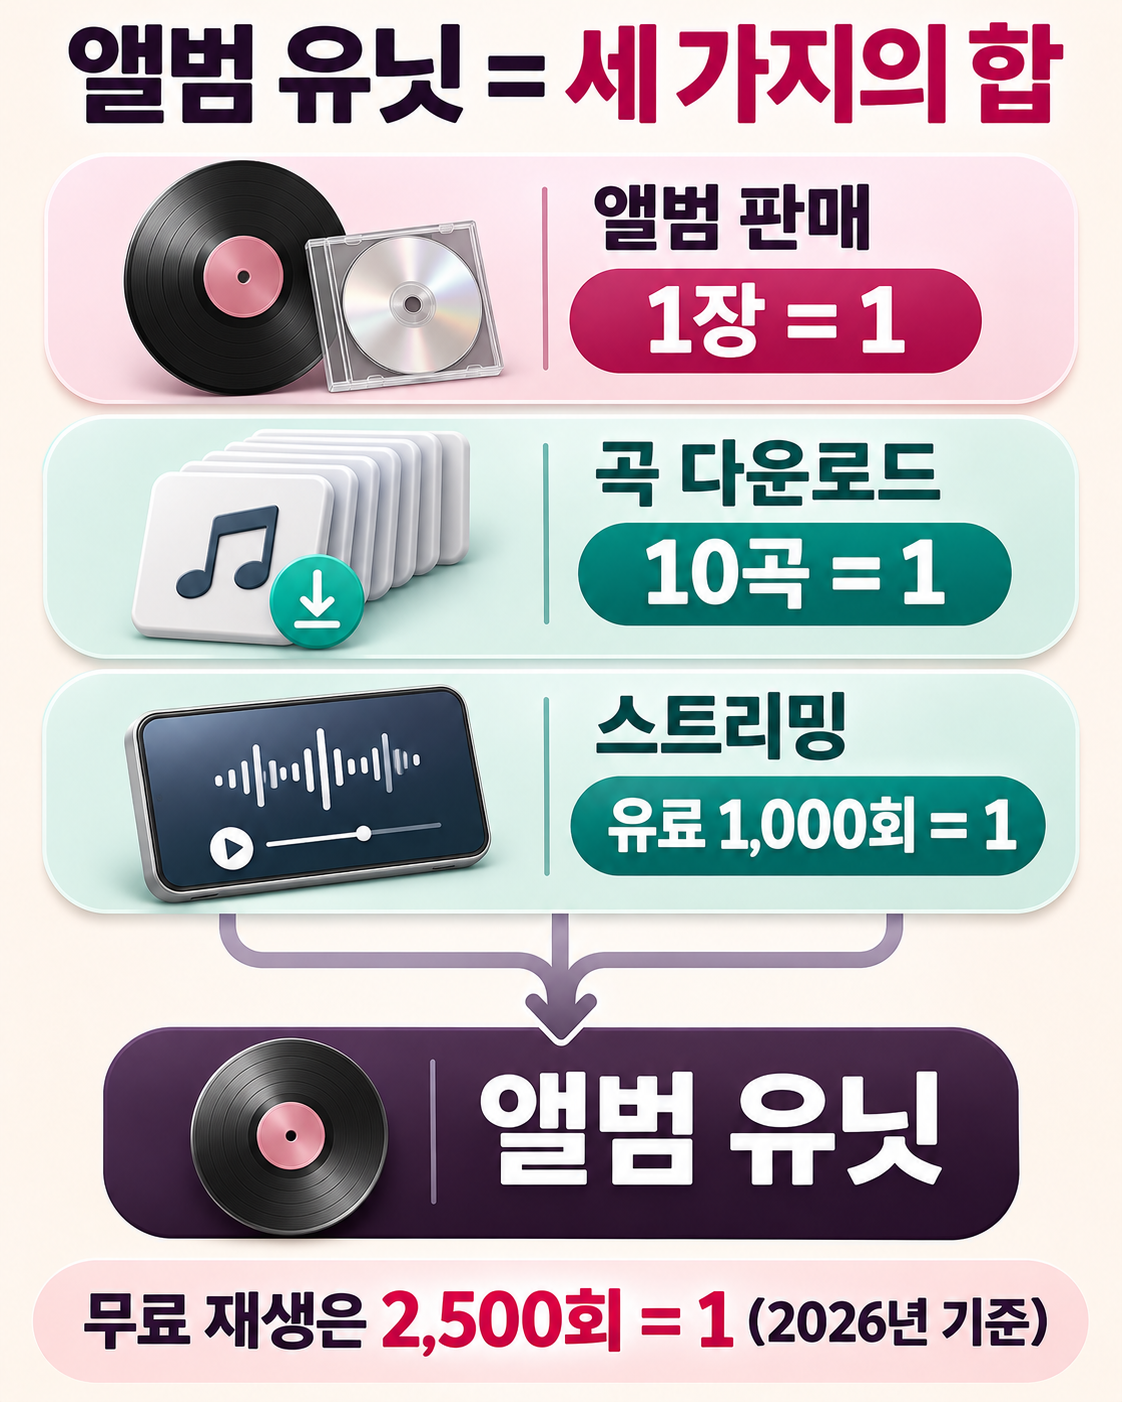 앨범 유닛 = 세 가지의 합
앨범 판매
1장 = 1
곡 다운로드
10곡 = 1
스트리밍
유료 1,000회 = 1
앨범 유닛
무료 재생은 2,500회 = 1 (2026년 기준)